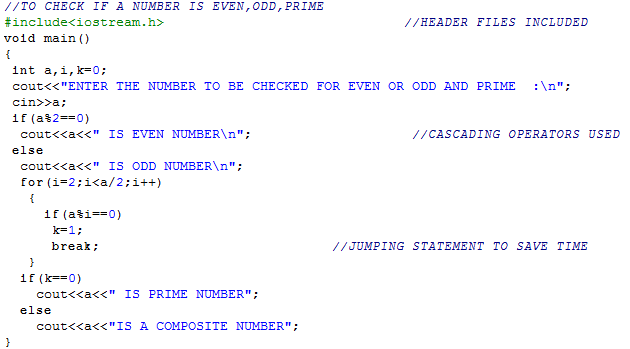 //TO CHECK IF A NUMBER IS EVEN,ODD,PRIME
#include<iostream.h> //HEADER FILES INCLUDED
void main()
{
int a,i,k=0;
cout<<"ENTER THE NUMBER TO BE CHECKED FOR EVEN OR ODD AND PRIME :\n";
cin>>a;
if(a%2==0)
cout<<a<<" IS EVEN NUMBER\n"; //CASCADING OPERATORS USED
else
cout<<a<<" IS ODD NUMBER\n";
for(i=2;i<a/2;i++)
{
if(a%i==0)
k=1;
break; //JUMPING STATEMENT TO SAVE TIME
}
if(k==0)
cout<<a<<" IS PRIME NUMBER";
else
cout<<a<<"IS A COMPOSITE NUMBER";
}